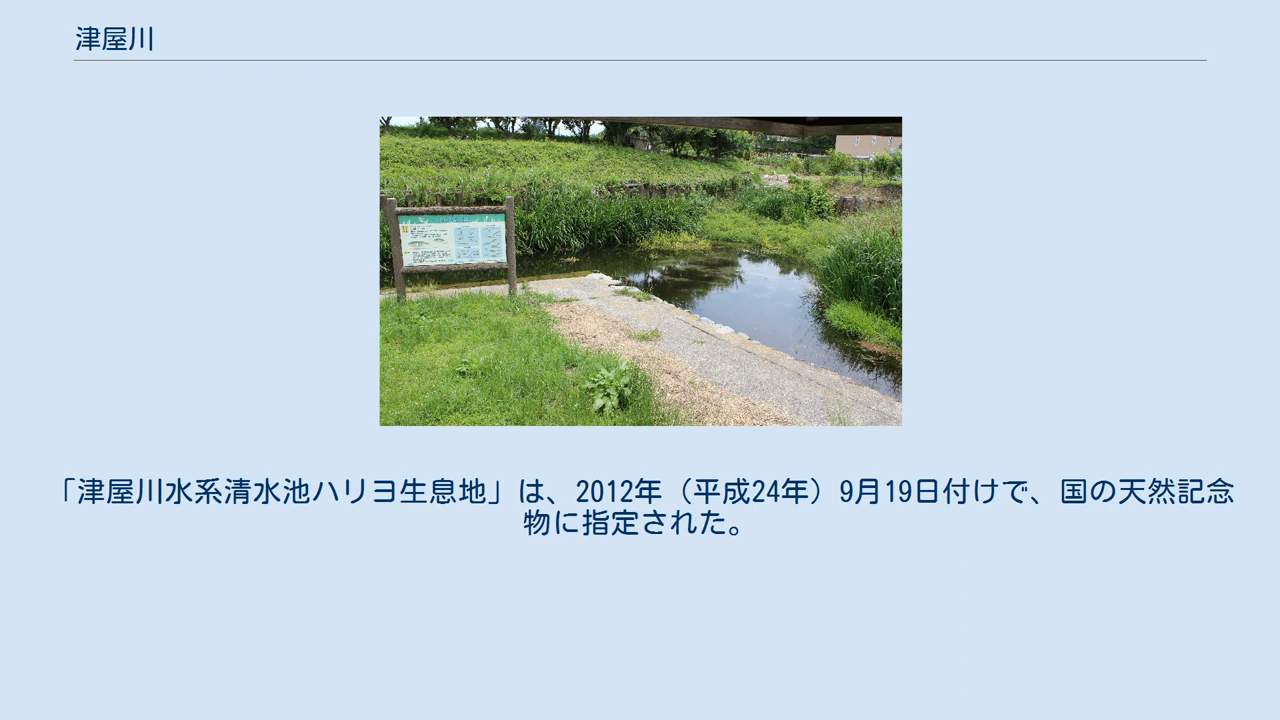 津屋川
「津屋川水系清水池ハリヨ生息地」は、2012年（平成24年）9月19日付けで、国の天然記念
物に指定された。